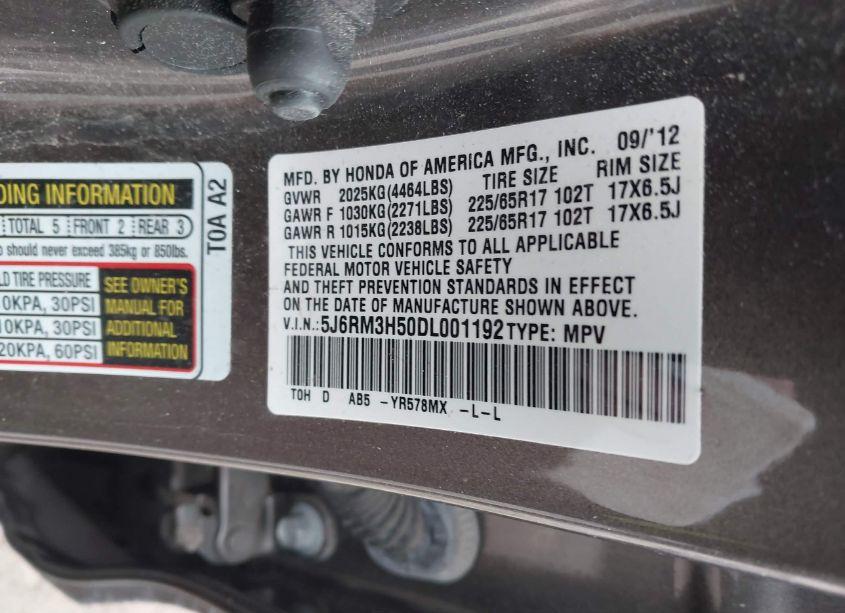 DING INFORMATION
TOTAL 5 FRONT 2 REAR 3
should never exceed 385kg or 850lbs.
LD TIRE PRESSURE
0KPA, 30PSI
10KPA, 30PSI
20KPA, 60PSI
SEE OWNER'S
MANUAL FOR
ADDITIONAL
INFORMATION
T0A A2
MFD. BY HONDA OF AMERICA MFG., INC. 09/'12
GVWR 2025KG(4464LBS) TIRE SIZE RIM SIZE
GAWR F 1030KG(2271LBS) 225/65R17 102T 17X6.5J
GAWR R 1015KG(2238LBS) 225/65R17 102T 17X6.5J
THIS VEHICLE CONFORMS TO ALL APPLICABLE
FEDERAL MOTOR VEHICLE SAFETY
AND THEFT PREVENTION STANDARDS IN EFFECT
ON THE DATE OF MANUFACTURE SHOWN ABOVE.
V.I.N.:5J6RM3H50DL001192 TYPE: MPV
T0H D AB5 -YR578MX -L-L